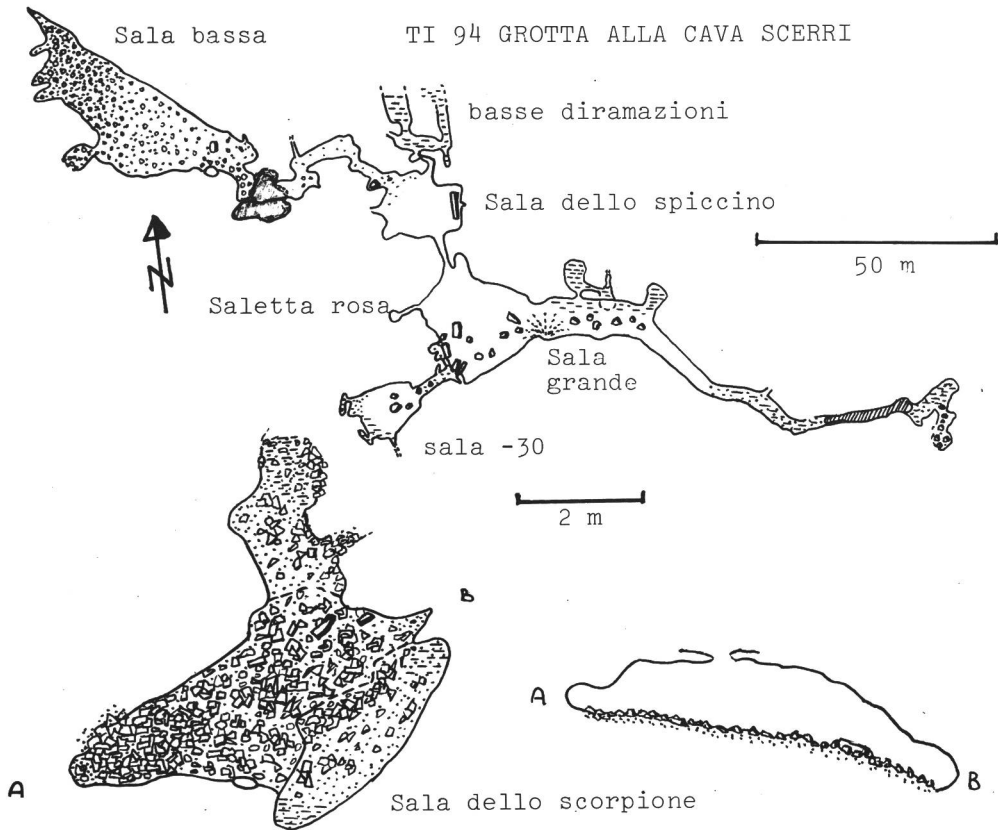 Sala bassa
TI 94 GROTTA ALLA CAVA SCERRI
basse diramazioni
Sala dello spiccino
50 m
N
Saletta rosa
Sala
grande
sala -30
2 m
B
A
A
B
Sala dello scorpione